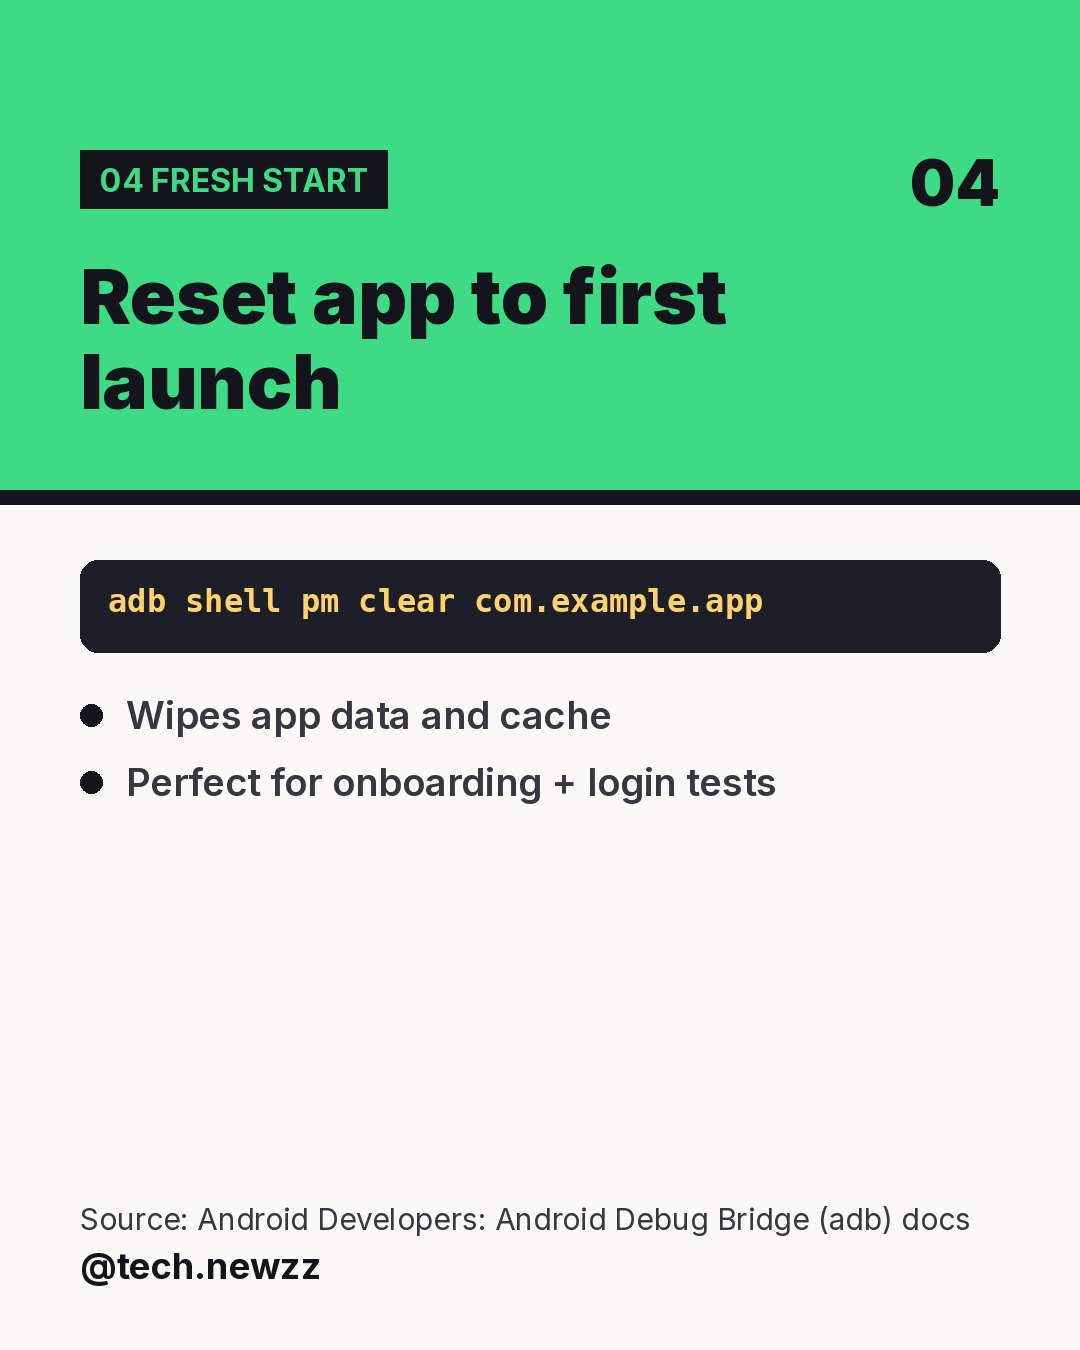 04 FRESH START
04
Reset app to first
launch
adb shell pm clear com.example.app
Wipes app data and cache
Perfect for onboarding + login tests
Source: Android Developers: Android Debug Bridge (adb) docs
@tech.newzz